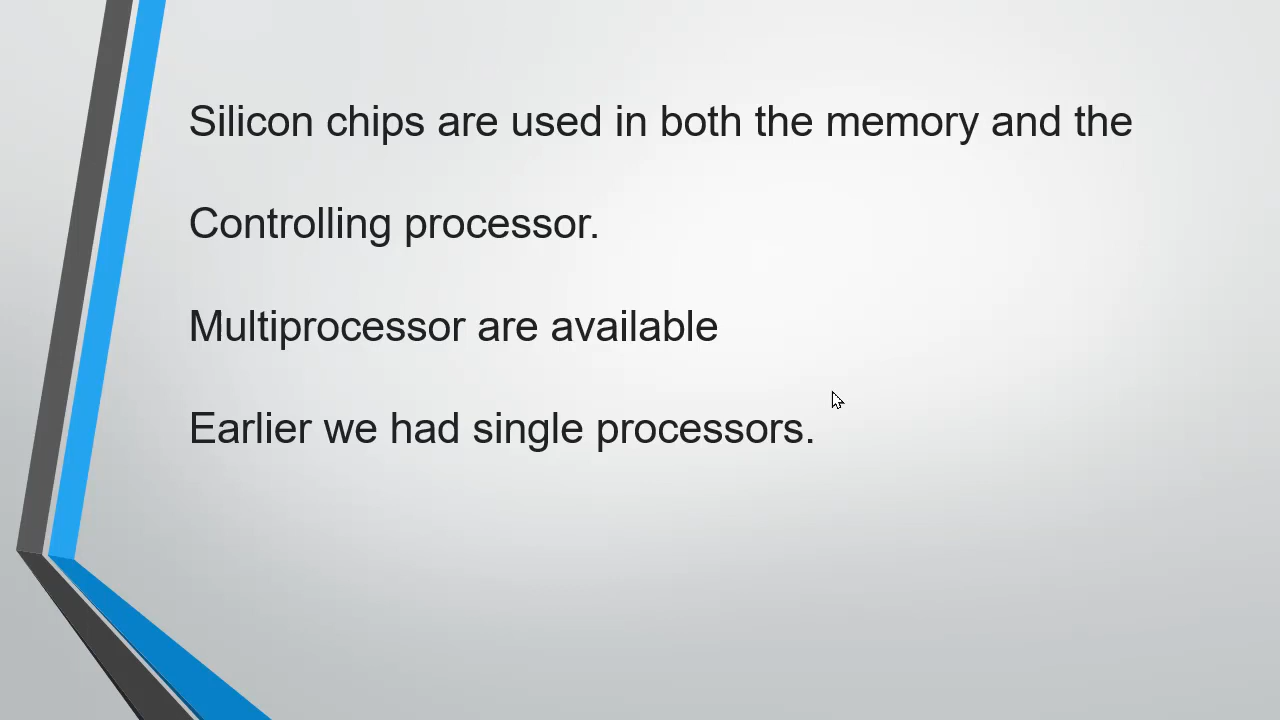 Silicon chips are used in both the memory and the
Controlling processor.
Multiprocessor are available
Earlier we had single processors.